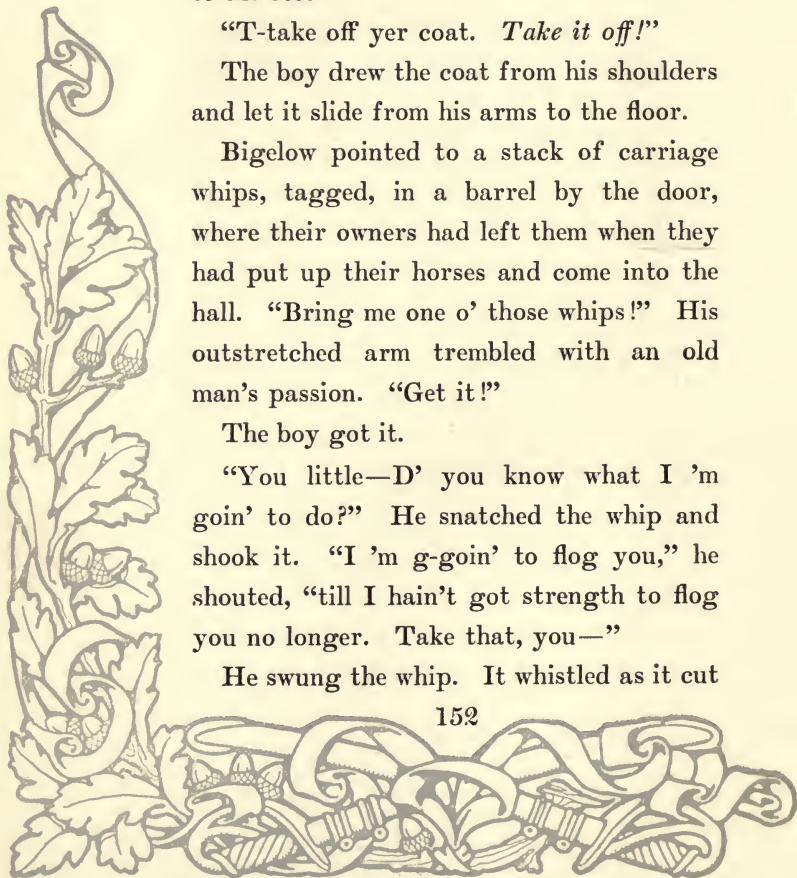 "T-take off yer coat. Take it off!"
The boy drew the coat from his shoulders
and let it slide from his arms to the floor.
Bigelow pointed to a stack of carriage
whips, tagged, in a barrel by the door,
where their owners had left them when they
had put up their horses and come into the
hall. "Bring me one o' those whips!" His
outstretched arm trembled with an old
man's passion. "Get it!"
The boy got it.
"You little—D' you know what I 'm
goin' to do?" He snatched the whip and
shook it. "I 'm g-goin' to flog you," he
shouted, "till I hain't got strength to flog
you no longer. Take that, you—"
He swung the whip. It whistled as it cut
152